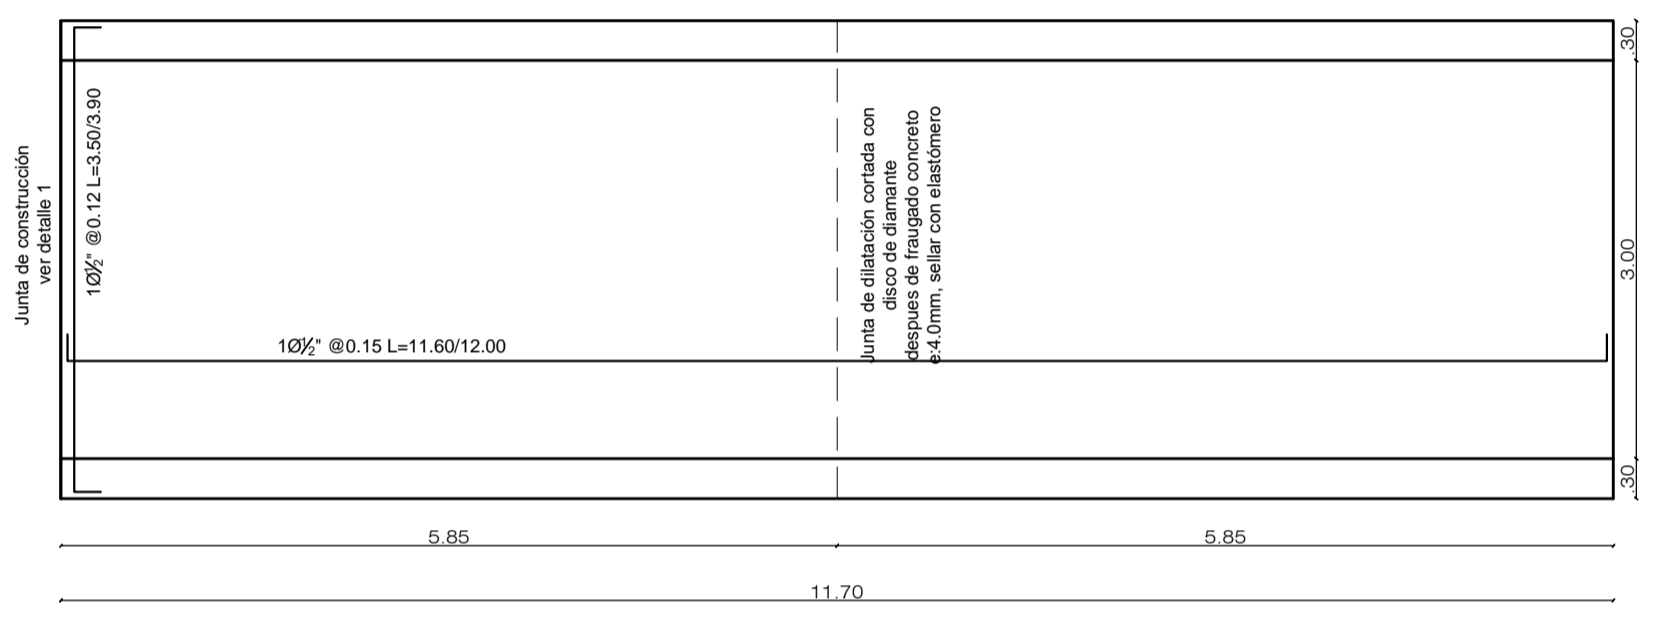 Junta de construcción
ver detalle 1
1Ø½" @0.12 L=3.50/3.90
1Ø½" @0.15 L=11.60/12.00
Junta de dilatación cortada con
disco de diamante
despues de fraugado concreto
e:4.0mm, sellar con elastómero
.30
3.00
.30
5.85
5.85
11.70